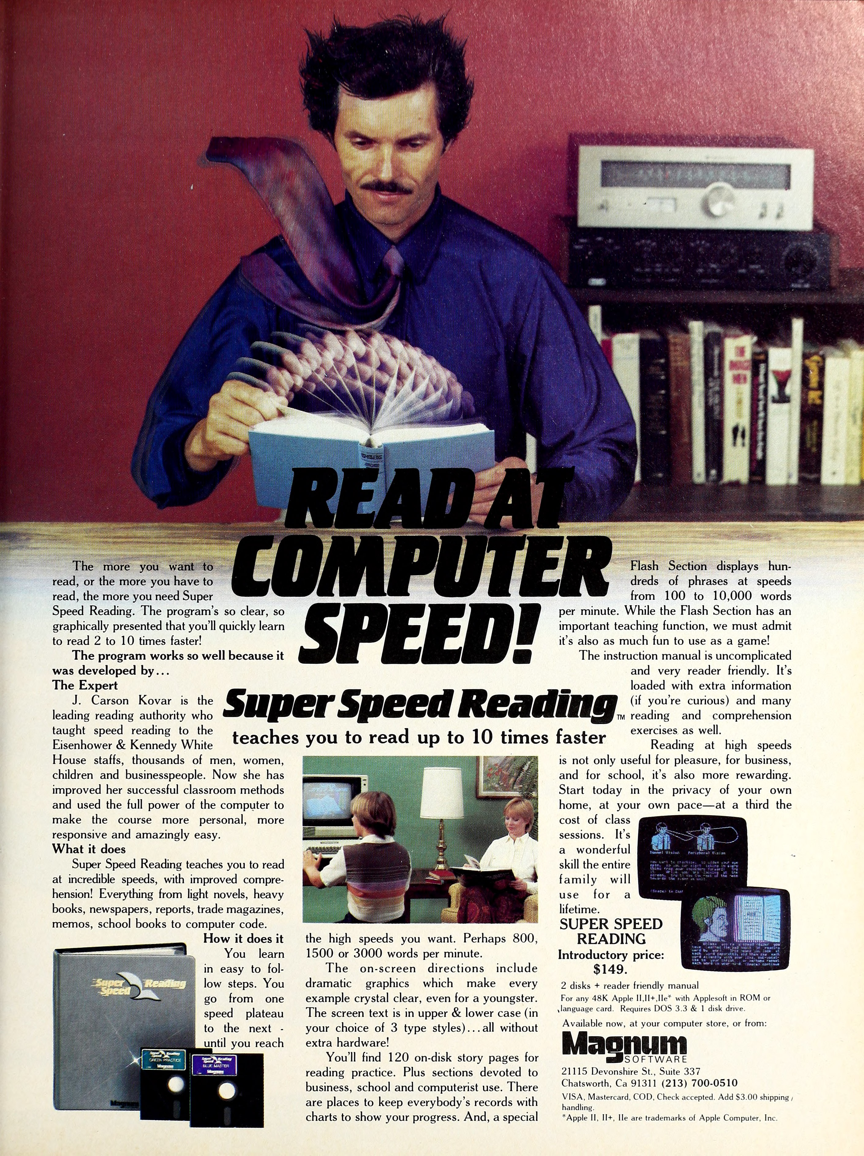 READ AT
COMPUTER
SPEED!
Super Speed Reading™
teaches you to read up to 10 times faster
The more you want to
read, or the more you have to
read, the more you need Super
Speed Reading. The program's so clear, so
graphically presented that you'll quickly learn
to read 2 to 10 times faster!
The program works so well because it
was developed by...
The Expert
J. Carson Kovar is the
leading reading authority who
taught speed reading to the
Eisenhower & Kennedy White
House staffs, thousands of men, women,
children and businesspeople. Now she has
improved her successful classroom methods
and used the full power of the computer to
make the course more personal, more
responsive and amazingly easy.
What it does
Super Speed Reading teaches you to read
at incredible speeds, with improved compre-
hension! Everything from light novels, heavy
books, newspapers, reports, trade magazines,
memos, school books to computer code.
How it does it
You learn
in easy to fol-
low steps. You
go from one
speed plateau
to the next -
until you reach
Super
Speed Reading
GREEN PRACTICE
BLUE MASTER
Magnum
the high speeds you want. Perhaps 800,
1500 or 3000 words per minute.
The on-screen directions include
dramatic graphics which make every
example crystal clear, even for a youngster.
The screen text is in upper & lower case (in
your choice of 3 type styles)...all without
extra hardware!
You'll find 120 on-disk story pages for
reading practice. Plus sections devoted to
business, school and computerist use. There
are places to keep everybody's records with
charts to show your progress. And, a special
Flash Section displays hun-
dreds of phrases at speeds
from 100 to 10,000 words
per minute. While the Flash Section has an
important teaching function, we must admit
it's also as much fun to use as a game!
The instruction manual is uncomplicated
and very reader friendly. It's
loaded with extra information
(if you're curious) and many
reading and comprehension
exercises as well.
Reading at high speeds
is not only useful for pleasure, for business,
and for school, it's also more rewarding.
Start today in the privacy of your own
home, at your own pace—at a third the
cost of class
sessions. It's
a wonderful
skill the entire
family will
use for a
lifetime.
SUPER SPEED
READING
Introductory price:
$149.
2 disks + reader friendly manual
For any 48K Apple II,II+,IIe* with Applesoft in ROM or
language card. Requires DOS 3.3 & 1 disk drive.
Available now, at your computer store, or from:
Magnum
SOFTWARE
21115 Devonshire St., Suite 337
Chatsworth, Ca 91311 (213) 700-0510
VISA, Mastercard, COD, Check accepted. Add $3.00 shipping/
handling.
*Apple II, II+, IIe are trademarks of Apple Computer, Inc.